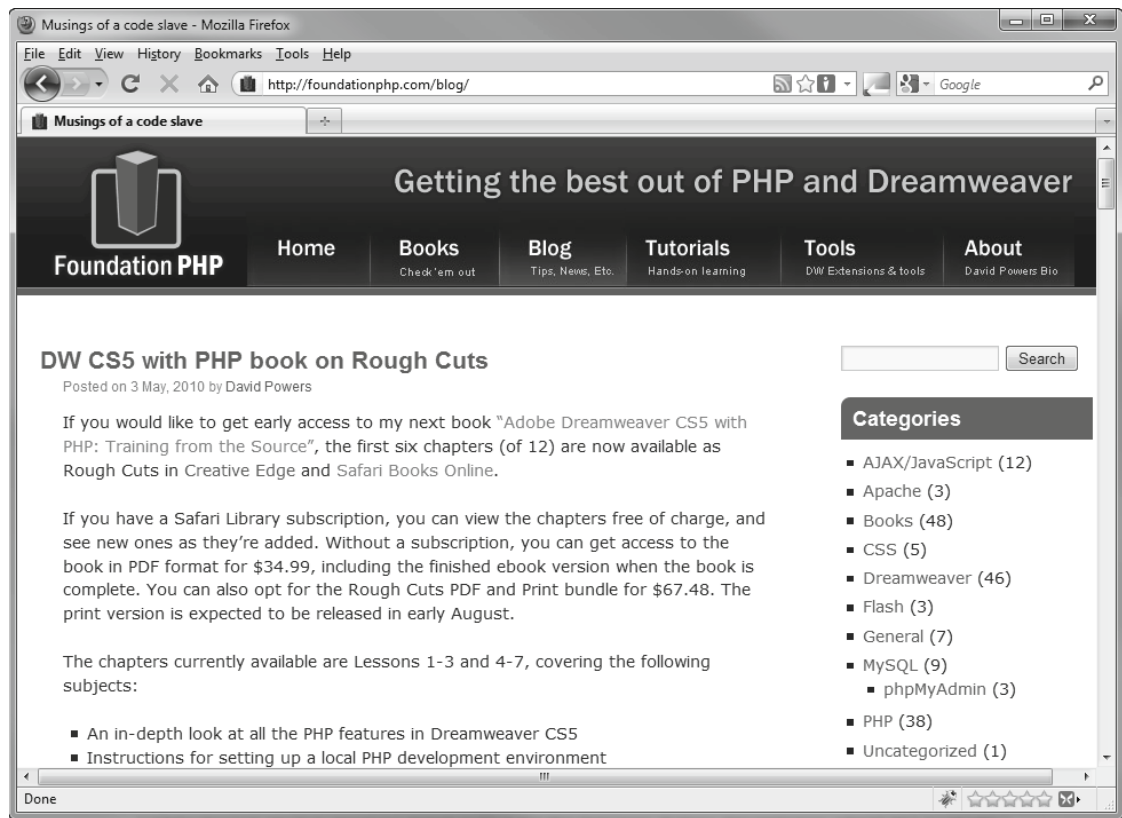 Musings of a code slave - Mozilla Firefox
File Edit View History Bookmarks Tools Help
http://foundationphp.com/blog/
Google
Musings of a code slave
Getting the best out of PHP and Dreamweaver
Foundation PHP
Home
Books
Check 'em out
Blog
Tips, News, Etc.
Tutorials
Hands-on learning
Tools
DW Extensions & tools
About
David Powers Bio
DW CS5 with PHP book on Rough Cuts
Posted on 3 May, 2010 by David Powers
If you would like to get early access to my next book “Adobe Dreamweaver CS5 with
PHP: Training from the Source”, the first six chapters (of 12) are now available as
Rough Cuts in Creative Edge and Safari Books Online.
If you have a Safari Library subscription, you can view the chapters free of charge, and
see new ones as they’re added. Without a subscription, you can get access to the
book in PDF format for $34.99, including the finished ebook version when the book is
complete. You can also opt for the Rough Cuts PDF and Print bundle for $67.48. The
print version is expected to be released in early August.
The chapters currently available are Lessons 1-3 and 4-7, covering the following
subjects:
An in-depth look at all the PHP features in Dreamweaver CS5
Instructions for setting up a local PHP development environment
Search
Categories
AJAX/JavaScript (12)
Apache (3)
Books (48)
CSS (5)
Dreamweaver (46)
Flash (3)
General (7)
MySQL (9)
phpMyAdmin (3)
PHP (38)
Uncategorized (1)
Done